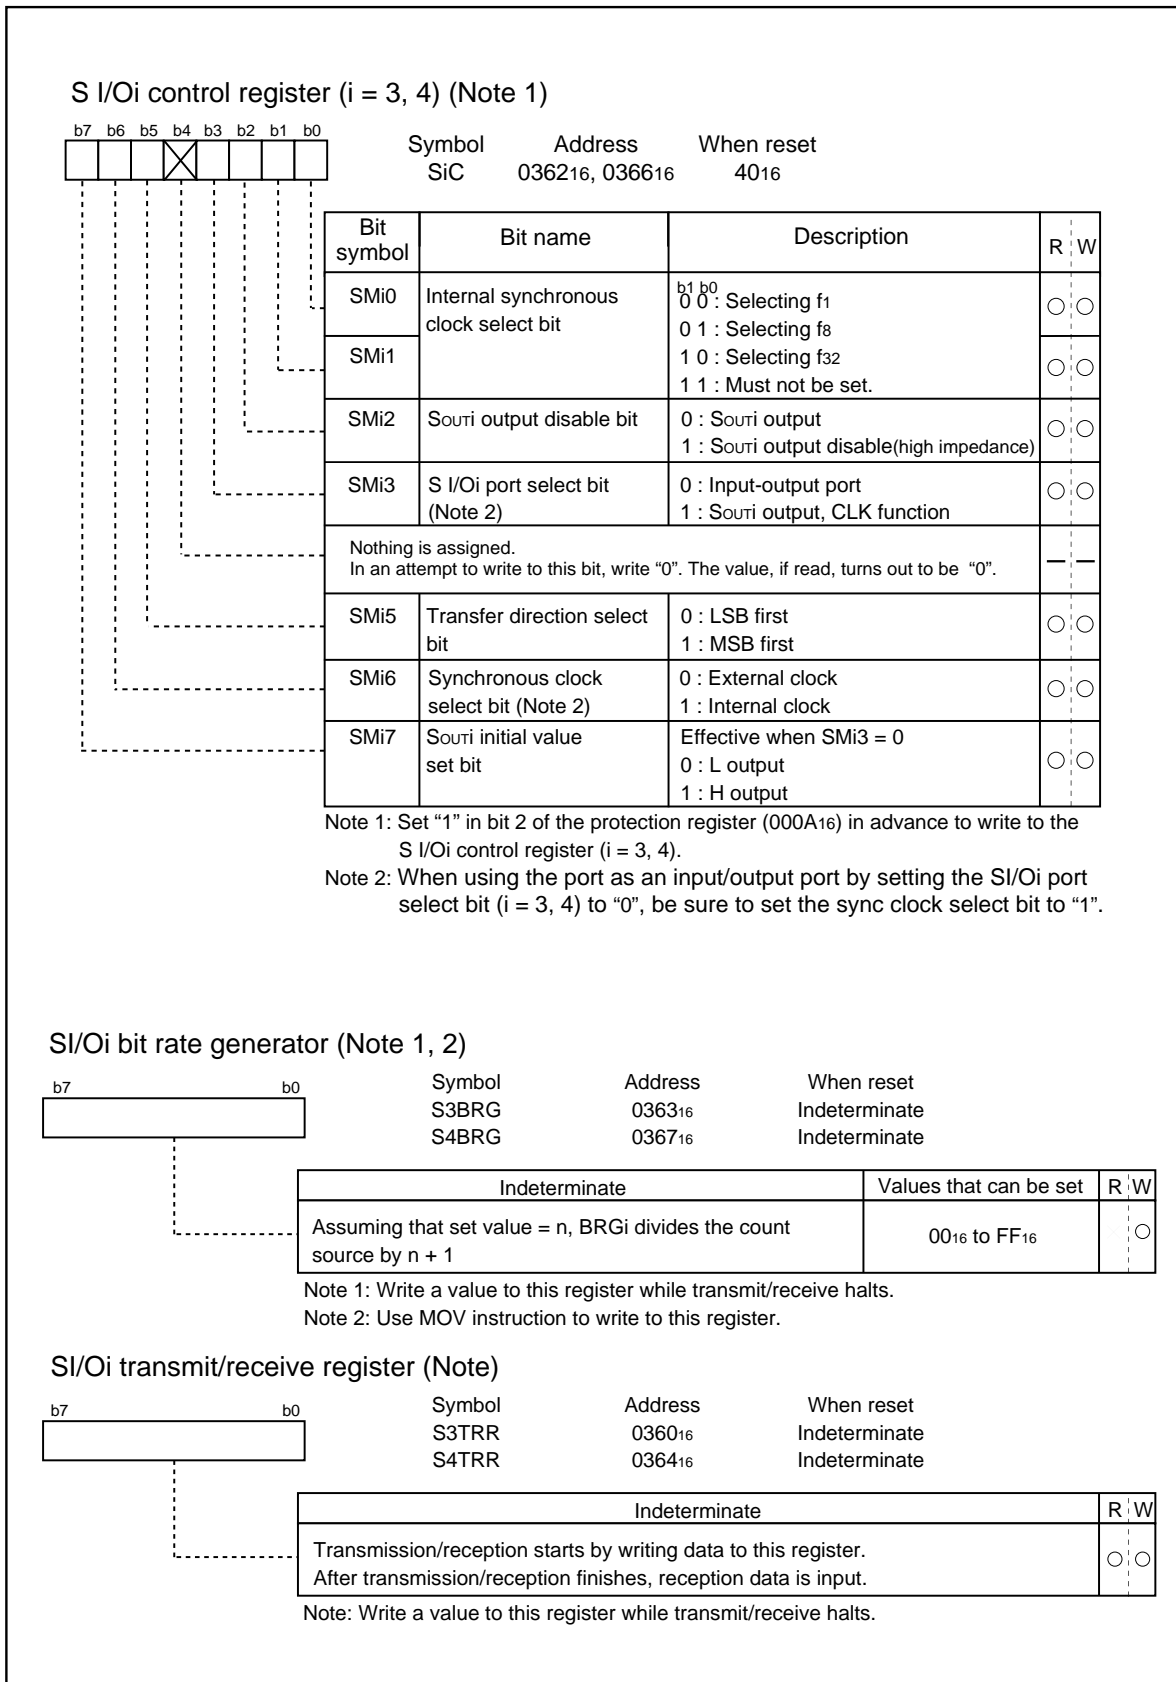 S I/Oi control register (i = 3, 4) (Note 1)
b7 b6 b5 b4 b3 b2 b1 b0
Symbol Address When reset
SiC 036216, 036616 4016
Bit symbol Bit name Description R W
SMi0 Internal synchronous clock select bit b1 b0
0 0 : Selecting f1
0 1 : Selecting f8
SMi1 1 0 : Selecting f32
1 1 : Must not be set.
SMi2 SOUTi output disable bit 0 : SOUTi output
1 : SOUTi output disable(high impedance)
SMi3 S I/Oi port select bit 0 : Input-output port
(Note 2) 1 : SOUTi output, CLK function
Nothing is assigned.
In an attempt to write to this bit, write “0”. The value, if read, turns out to be “0”.
SMi5 Transfer direction select 0 : LSB first
bit 1 : MSB first
SMi6 Synchronous clock 0 : External clock
select bit (Note 2) 1 : Internal clock
SMi7 SOUTi initial value Effective when SMi3 = 0
set bit 0 : L output
1 : H output
Note 1: Set “1” in bit 2 of the protection register (000A16) in advance to write to the
S I/Oi control register (i = 3, 4).
Note 2: When using the port as an input/output port by setting the SI/Oi port
select bit (i = 3, 4) to “0”, be sure to set the sync clock select bit to “1”.
SI/Oi bit rate generator (Note 1, 2)
b7 b0
Symbol Address When reset
S3BRG 036316 Indeterminate
S4BRG 036716 Indeterminate
Indeterminate Values that can be set R W
Assuming that set value = n, BRGi divides the count
source by n + 1 0016 to FF16
Note 1: Write a value to this register while transmit/receive halts.
Note 2: Use MOV instruction to write to this register.
SI/Oi transmit/receive register (Note)
b7 b0
Symbol Address When reset
S3TRR 036016 Indeterminate
S4TRR 036416 Indeterminate
Indeterminate R W
Transmission/reception starts by writing data to this register.
After transmission/reception finishes, reception data is input.
Note: Write a value to this register while transmit/receive halts.